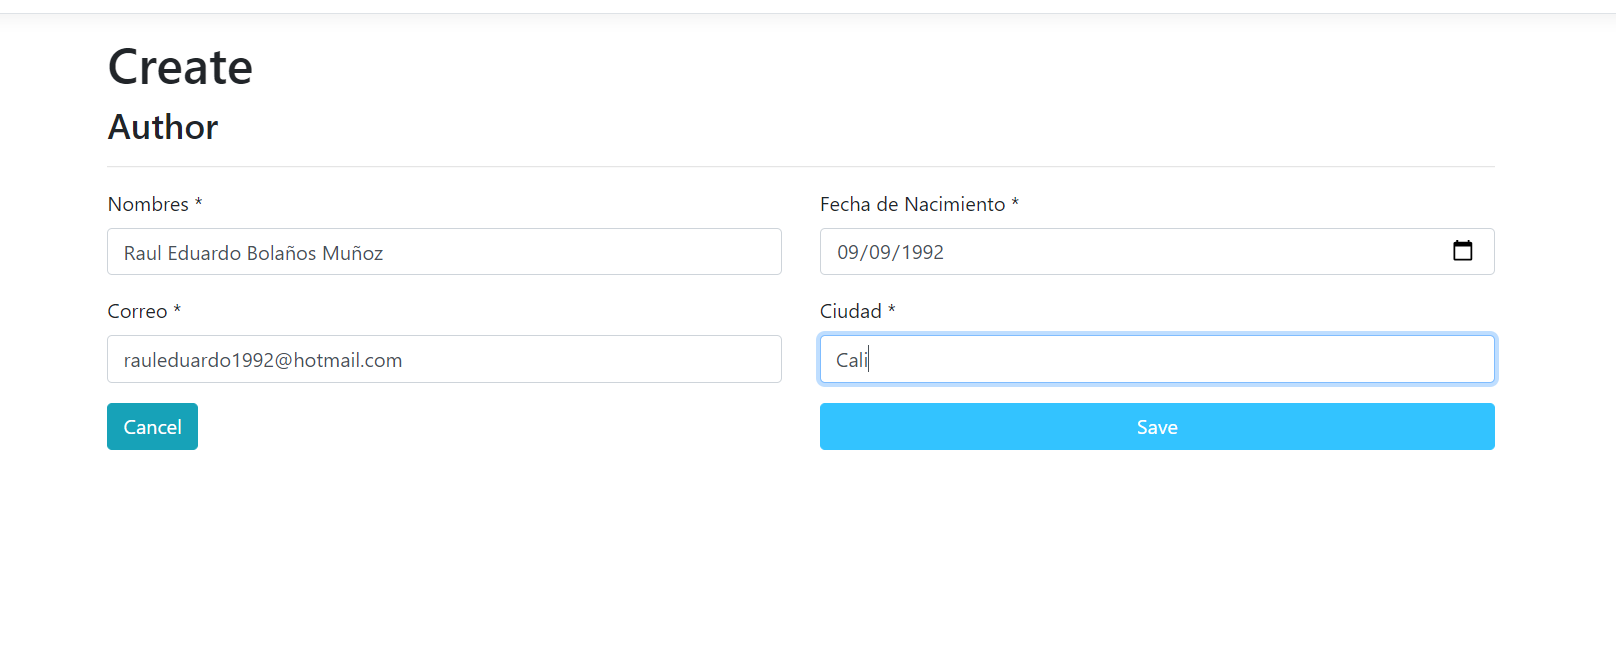 Create
Author
Nombres *
Fecha de Nacimiento *
Raul Eduardo Bolaños Muñoz
09/09/1992
Correo *
Ciudad *
rauleduardo1992@hotmail.com
Cali
Cancel
Save